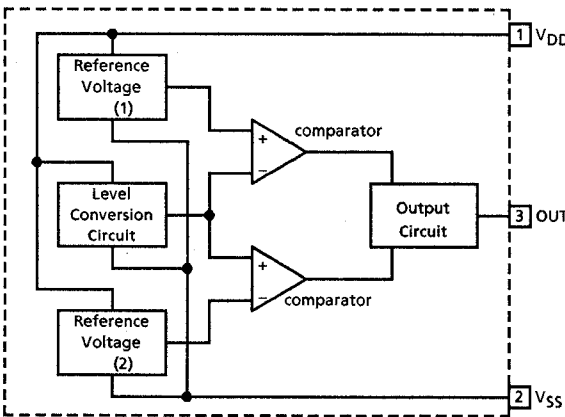 1 VDD
Reference
Voltage
(1)
comparator
+
−
Level
Conversion
Circuit
Output
Circuit
3 OUT
+
−
comparator
Reference
Voltage
(2)
2 VSS